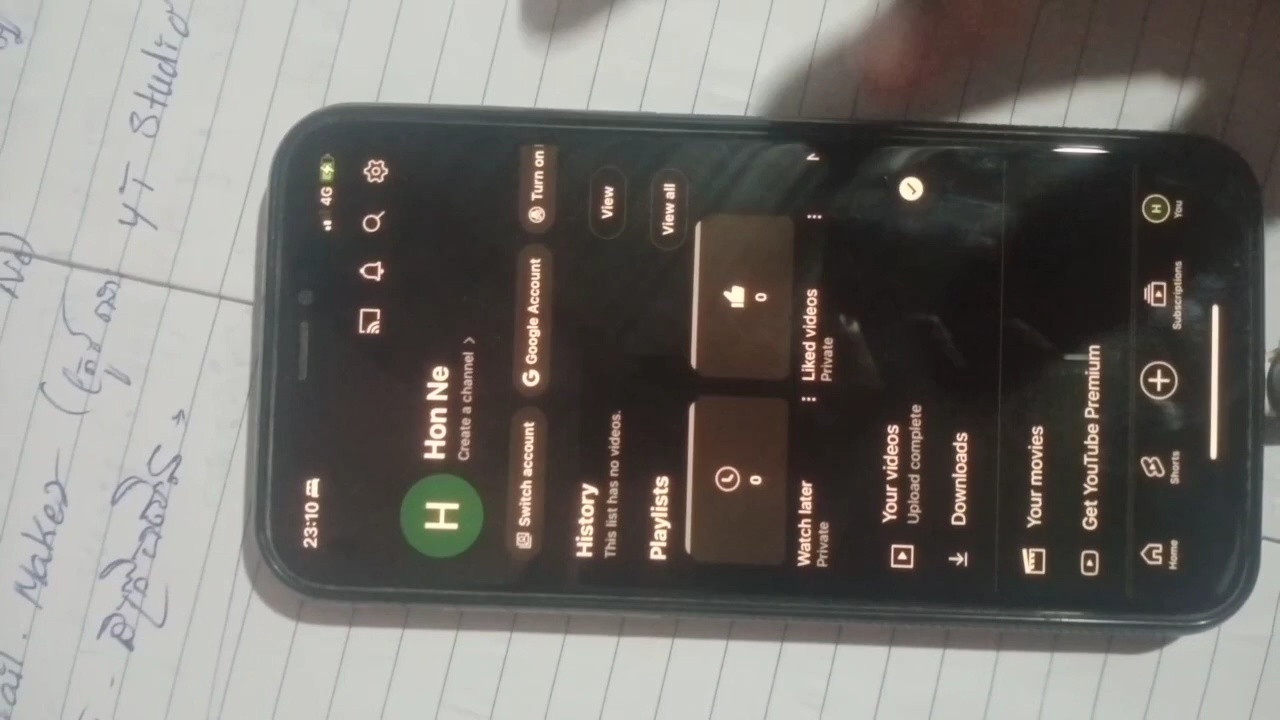 23:10
4G
Hon Ne
Create a channel >
Switch account
Google Account
Turn on
History
View
This list has no videos.
Playlists
View all
0
0
Watch later
Private
Liked videos
Private
Your videos
Upload complete
Downloads
Your movies
Get YouTube Premium
Home
Shorts
Subscriptions
H
You
H
Maker
YT Studio